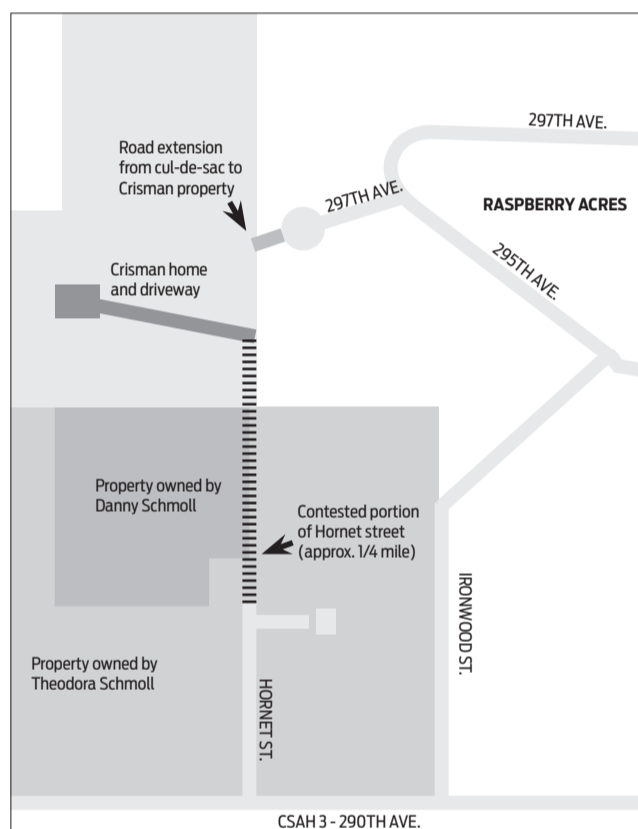 297TH AVE.
Road extension
from cul-de-sac to
Crisman property
297TH AVE.
RASPBERRY ACRES
295TH AVE.
Crisman home
and driveway
Property owned by
Danny Schmoll
Contested portion
of Hornet street
(approx. 1/4 mile)
IRONWOOD ST.
Property owned by
Theodora Schmoll
HORNET ST.
CSAH 3 - 290TH AVE.